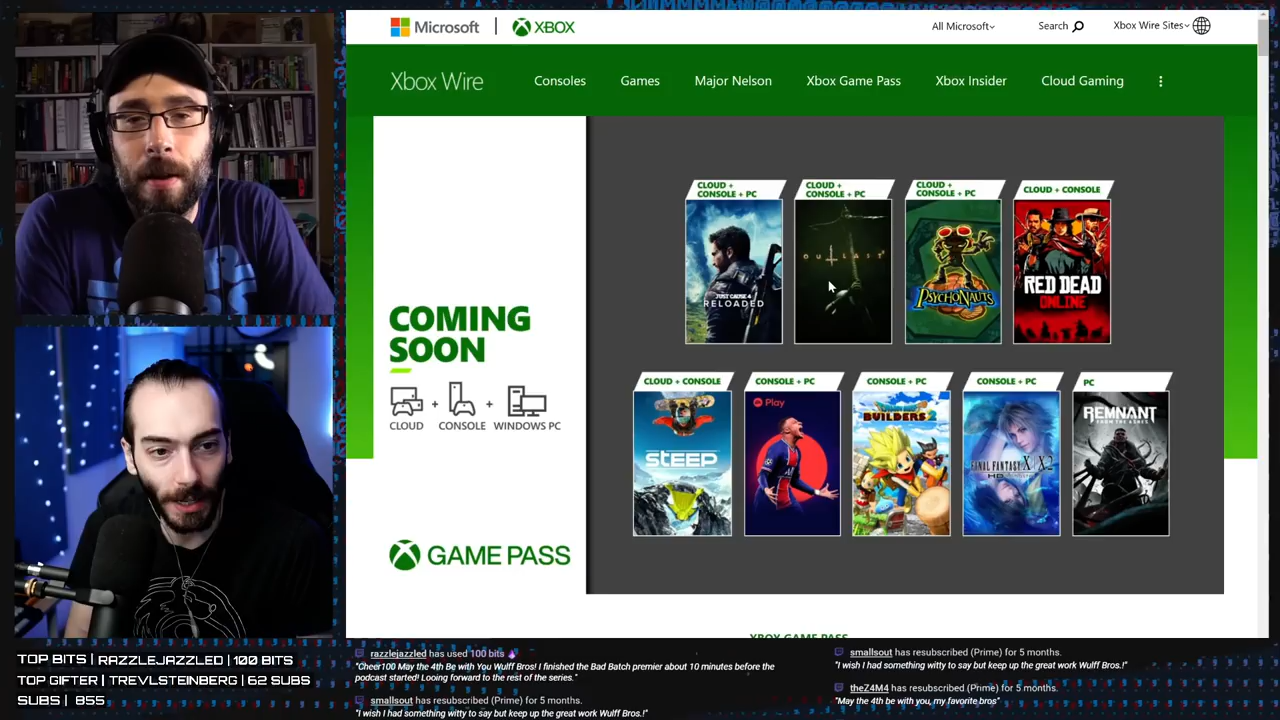 Microsoft | XBOX
All Microsoft
Search
Xbox Wire Sites
Xbox Wire
Consoles
Games
Major Nelson
Xbox Game Pass
Xbox Insider
Cloud Gaming
COMING
SOON
CLOUD + CONSOLE + WINDOWS PC
GAME PASS
CLOUD +
CONSOLE + PC
JUST CAUSE 4
RELOADED
CLOUD +
CONSOLE + PC
OUTLAST
CLOUD +
CONSOLE + PC
PSYCHONAUTS
CLOUD + CONSOLE
RED DEAD
ONLINE
CLOUD + CONSOLE
STEEP
CONSOLE + PC
EA Play
CONSOLE + PC
BUILDERS 2
CONSOLE + PC
FINAL FANTASY X/X-2
HD
PC
REMNANT
FROM THE ASHES
XBOX GAME PASS
TOP BITS | RAZZLEJAZZLED | 100 BITS
TOP GIFTER | TREVLSTEINBERG | 62 SUBS
SUBS | 855
razzlejazzled has used 100 bits
"Cheer100 May the 4th Be with You Wulff Bros! I finished the Bad Batch premier about 10 minutes before the
podcast started! Looing forward to the rest of the series."
smallsout has resubscribed (Prime) for 5 months.
"I wish I had something witty to say but keep up the great work Wulff Bros.!"
smallsout has resubscribed (Prime) for 5 months.
"I wish I had something witty to say but keep up the great work Wulff Bros.!"
theZ4M4 has resubscribed (Prime) for 5 months.
"May the 4th be with you, my favorite bros"